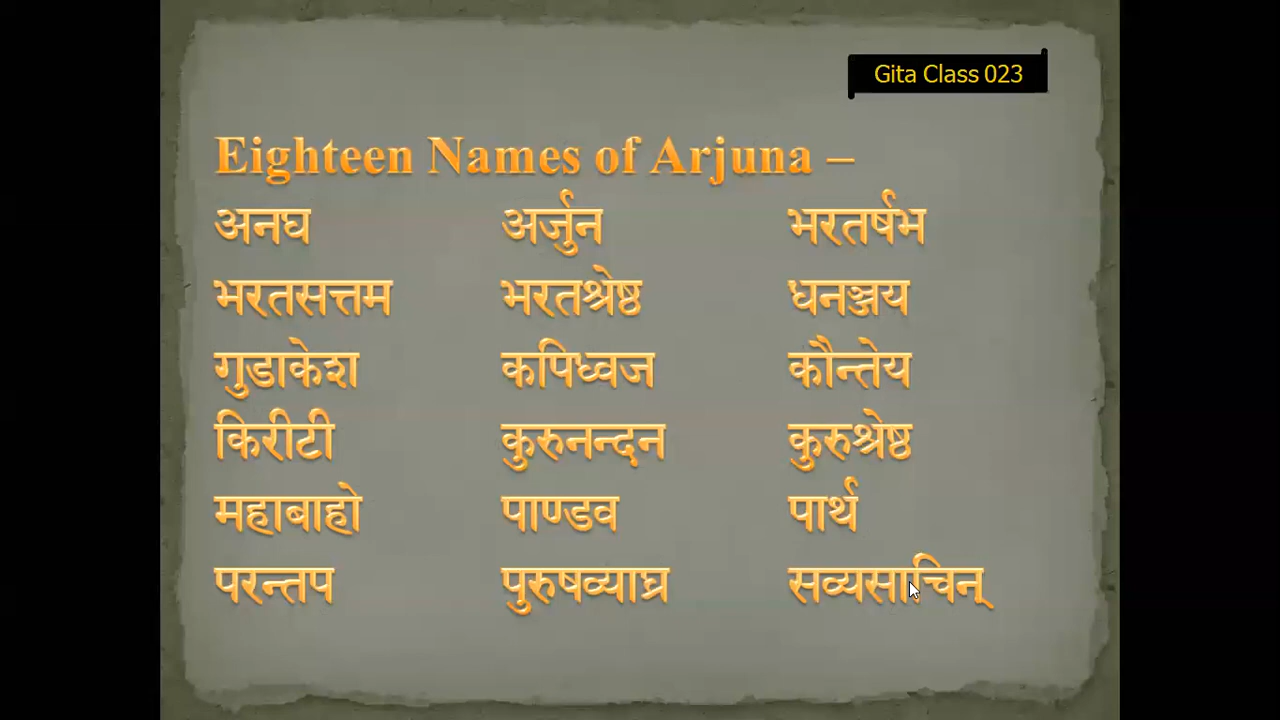 Gita Class 023
Eighteen Names of Arjuna –
अनघ अर्जुन भरतर्षभ
भरतसत्तम भरतश्रेष्ठ धनञ्जय
गुडाकेश कपिध्वज कौन्तेय
किरीटी कुरुनन्दन कुरुश्रेष्ठ
महाबाहो पाण्डव पार्थ
परन्तप पुरुषव्याघ्र सव्यसाचिन्